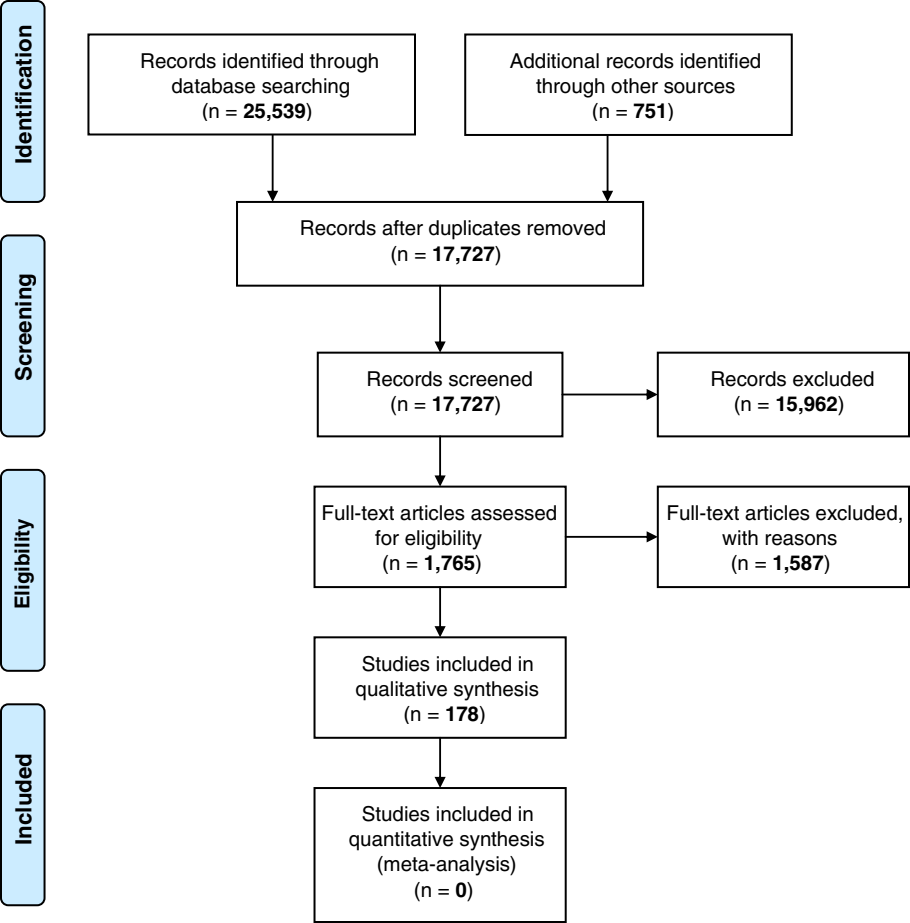 Identification
Records identified through
database searching
(n = 25,539)
Additional records identified
through other sources
(n = 751)
Records after duplicates removed
(n = 17,727)
Screening
Records screened
(n = 17,727)
Records excluded
(n = 15,962)
Eligibility
Full-text articles assessed
for eligibility
(n = 1,765)
Full-text articles excluded,
with reasons
(n = 1,587)
Studies included in
qualitative synthesis
(n = 178)
Included
Studies included in
quantitative synthesis
(meta-analysis)
(n = 0)